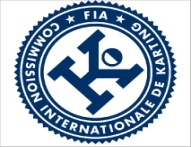 FIA
COMMISSION INTERNATIONALE DE KARTING